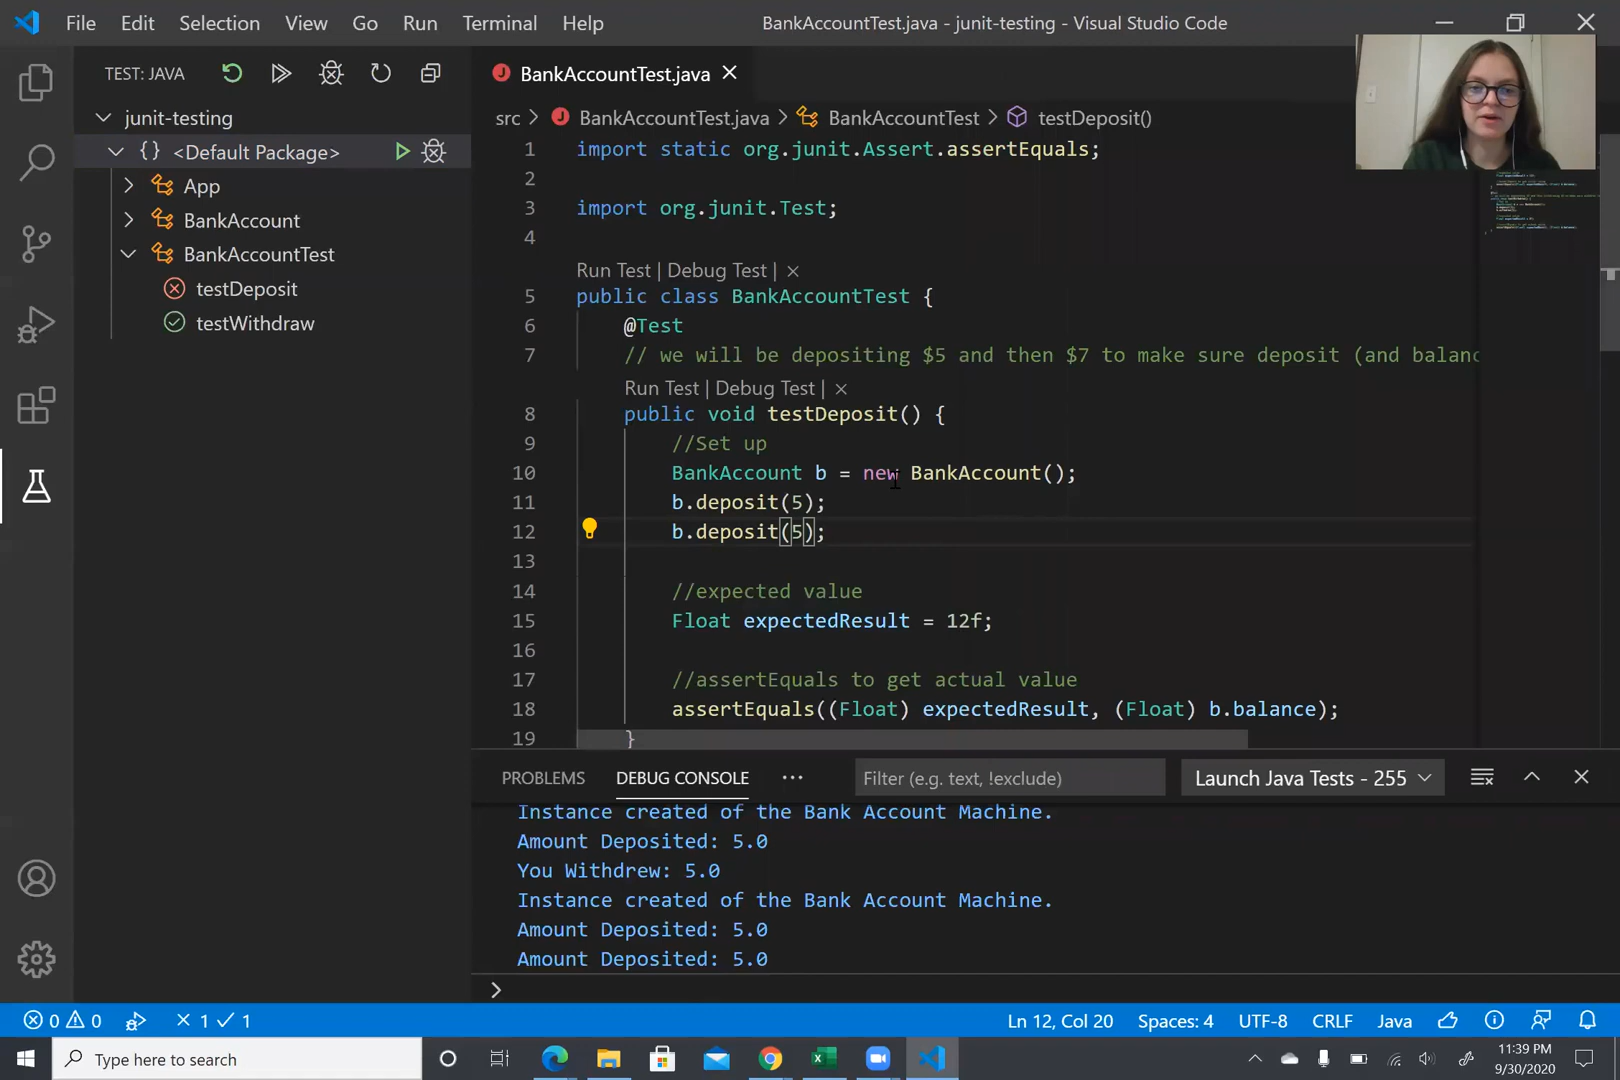 File Edit Selection View Go Run Terminal Help BankAccountTest.java - junit-testing - Visual Studio Code
TEST: JAVA
junit-testing
{} <Default Package>
App
BankAccount
BankAccountTest
testDeposit
testWithdraw
BankAccountTest.java
src > BankAccountTest.java > BankAccountTest > testDeposit()
1 import static org.junit.Assert.assertEquals;
2
3 import org.junit.Test;
4
Run Test | Debug Test |
5 public class BankAccountTest {
6 @Test
7 // we will be depositing $5 and then $7 to make sure deposit (and balanc
Run Test | Debug Test |
8 public void testDeposit() {
9 //Set up
10 BankAccount b = new BankAccount();
11 b.deposit(5);
12 b.deposit(5);
13
14 //expected value
15 Float expectedResult = 12f;
16
17 //assertEquals to get actual value
18 assertEquals((Float) expectedResult, (Float) b.balance);
19 }
PROBLEMS DEBUG CONSOLE ... Filter (e.g. text, !exclude) Launch Java Tests - 255
Instance created of the Bank Account Machine.
Amount Deposited: 5.0
You Withdrew: 5.0
Instance created of the Bank Account Machine.
Amount Deposited: 5.0
Amount Deposited: 5.0
>
0 0 1 1 Ln 12, Col 20 Spaces: 4 UTF-8 CRLF Java
Type here to search
11:39 PM
9/30/2020